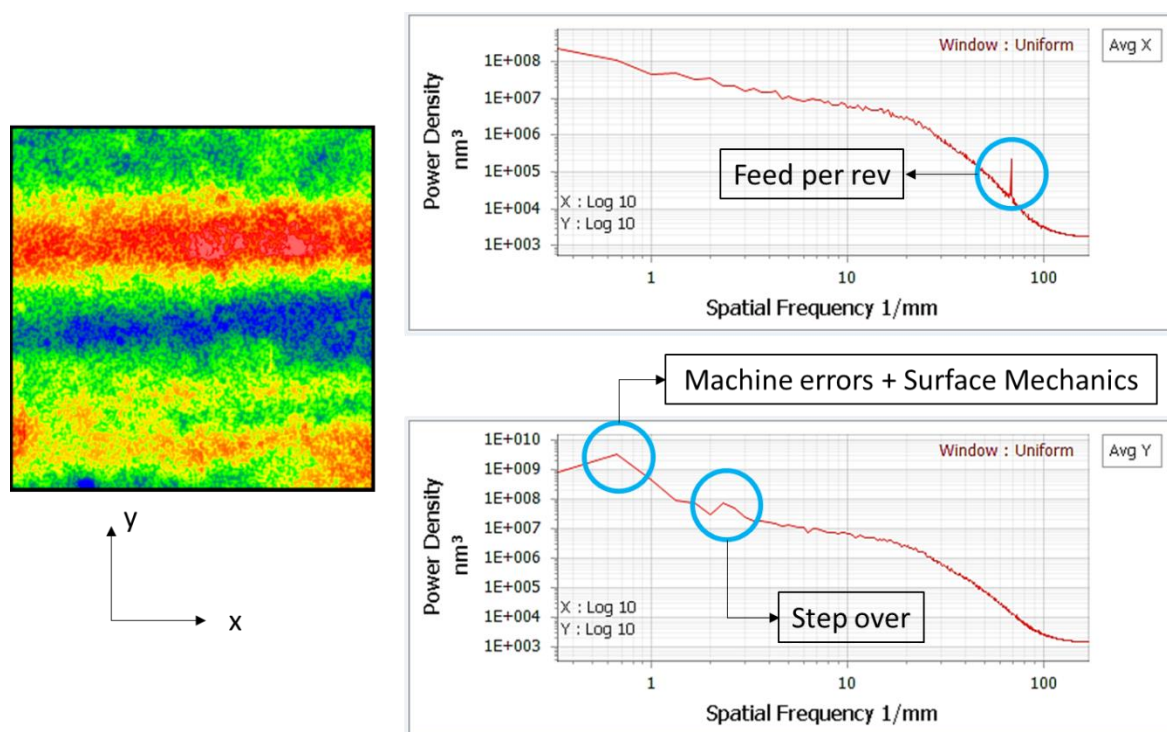 Window : Uniform
Avg X
1E+008
1E+007
1E+006
1E+005
1E+004
1E+003
Power Density
nm³
Feed per rev
X : Log 10
Y : Log 10
1
10
100
Spatial Frequency 1/mm
Machine errors + Surface Mechanics
Window : Uniform
Avg Y
1E+010
1E+009
1E+008
1E+007
1E+006
1E+005
1E+004
1E+003
Power Density
nm³
X : Log 10
Y : Log 10
Step over
1
10
100
Spatial Frequency 1/mm
y
x